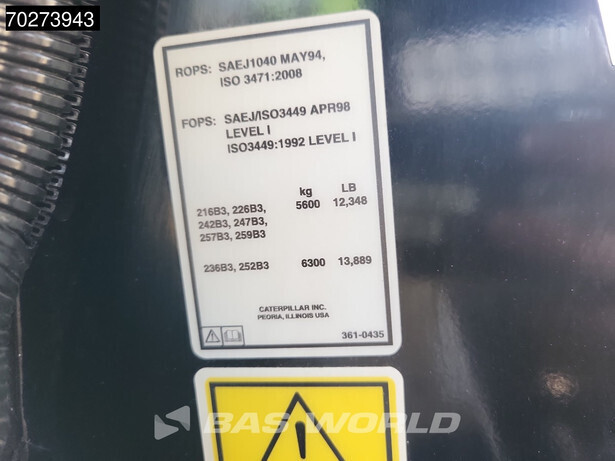 70273943
ROPS: SAEJ1040 MAY94,
ISO 3471:2008
FOPS: SAEJ/ISO3449 APR98
LEVEL I
ISO3449:1992 LEVEL I
kg LB
216B3, 226B3, 5600 12,348
242B3, 247B3,
257B3, 259B3
236B3, 252B3 6300 13,889
CATERPILLAR INC.
PEORIA, ILLINOIS USA
361-0435
BAS WORLD